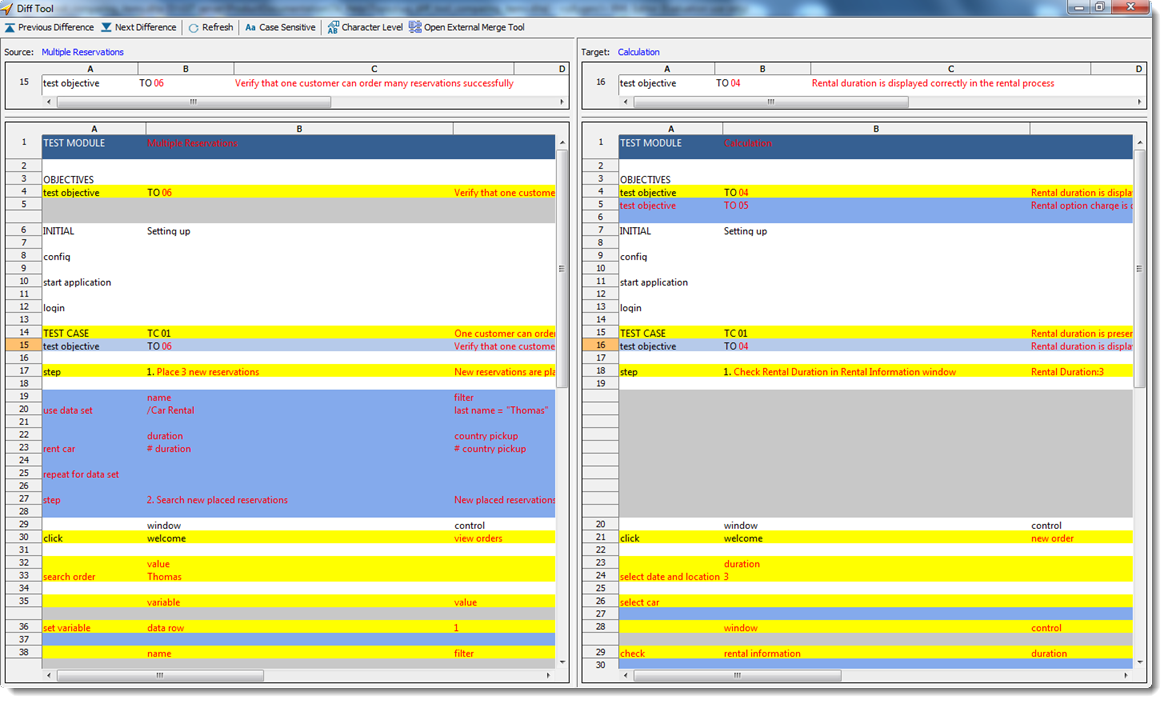 Diff Tool
Previous Difference Next Difference Refresh Aa Case Sensitive Character Level Open External Merge Tool
Source: Multiple Reservations
A B C D
15 test objective TO 06 Verify that one customer can order many reservations successfully
A B
1 TEST MODULE Multiple Reservations
2
3 OBJECTIVES
4 test objective TO 06 Verify that one custome
5
6 INITIAL Setting up
7
8 config
9
10 start application
11
12 login
13
14 TEST CASE TC 01 One customer can order
15 test objective TO 06 Verify that one custome
16
17 step 1. Place 3 new reservations New reservations are pla
18
19 name filter
20 use data set /Car Rental last name = "Thomas"
21
22 duration country pickup
23 rent car # duration # country pickup
24
25 repeat for data set
26
27 step 2. Search new placed reservations New placed reservations
28
29 window control
30 click welcome view orders
31
32 value
33 search order Thomas
34
35 variable value
36 set variable data row 1
37
38 name filter
Target: Calculation
A B C D
16 test objective TO 04 Rental duration is displayed correctly in the rental process
A B
1 TEST MODULE Calculation
2
3 OBJECTIVES
4 test objective TO 04 Rental duration is displa
5 test objective TO 05 Rental option charge is
6
7 INITIAL Setting up
8
9 config
10
11 start application
12
13 login
14
15 TEST CASE TC 01 Rental duration is preser
16 test objective TO 04 Rental duration is displa
17
18 step 1. Check Rental Duration in Rental Information window Rental Duration:3
19
20 window control
21 click welcome new order
22
23 duration
24 select date and location 3
25
26 select car
27
28 window control
29 check rental information duration
30